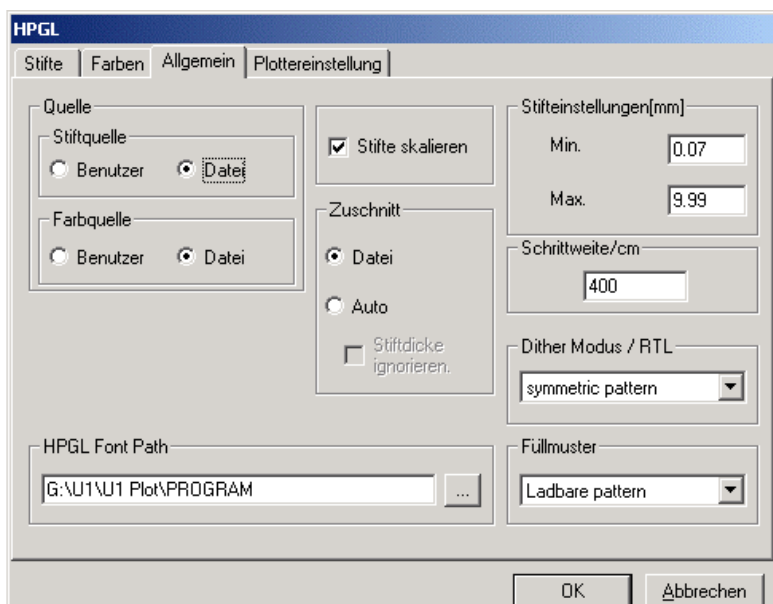 HPGL
Stifte Farben Allgemein Plottereinstellung
Quelle
Stiftquelle
Benutzer Datei
Farbquelle
Benutzer Datei
Stifte skalieren
Zuschnitt
Datei
Auto
Stiftdicke
ignorieren.
Stifteinstellungen[mm]
Min. 0.07
Max. 9.99
Schrittweite/cm
400
Dither Modus / RTL
symmetric pattern
HPGL Font Path
G:\U1\U1 Plot\PROGRAM ...
Füllmuster
Ladbare pattern
OK Abbrechen